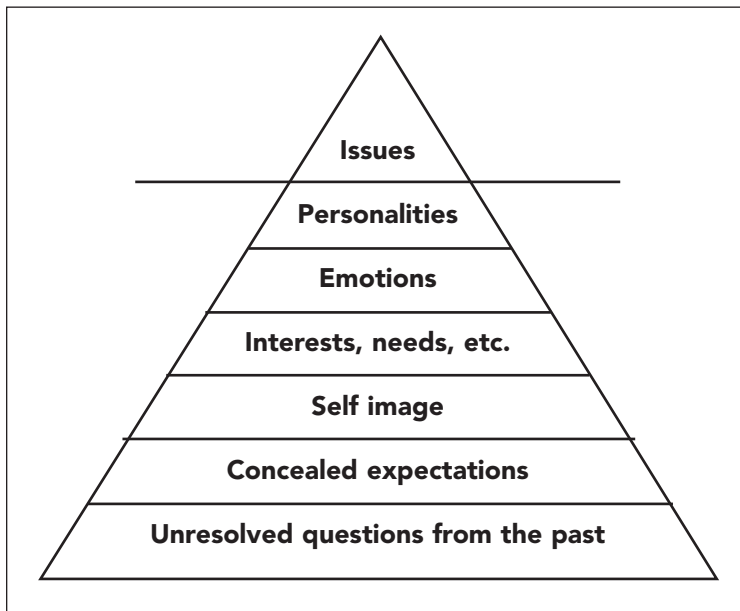 Issues
Personalities
Emotions
Interests, needs, etc.
Self image
Concealed expectations
Unresolved questions from the past